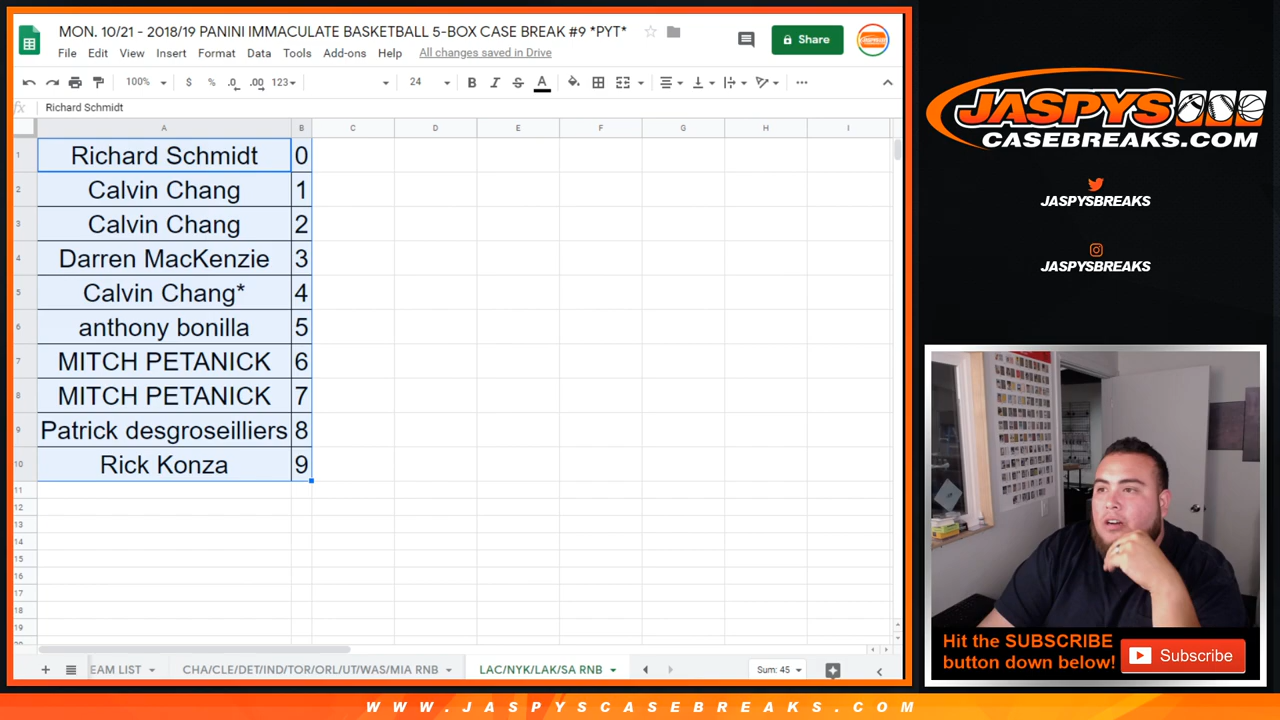 MON. 10/21 - 2018/19 PANINI IMMACULATE BASKETBALL 5-BOX CASE BREAK #9 *PYT*
File Edit View Insert Format Data Tools Add-ons Help All changes saved in Drive
Share
100% $ % .0 .00 123 24 B I S A
fx Richard Schmidt
A B C D E F G H I
1 Richard Schmidt 0
2 Calvin Chang 1
3 Calvin Chang 2
4 Darren MacKenzie 3
5 Calvin Chang* 4
6 anthony bonilla 5
7 MITCH PETANICK 6
8 MITCH PETANICK 7
9 Patrick desgroseilliers 8
10 Rick Konza 9
11
12
13
14
15
16
17
18
19
EAM LIST CHA/CLE/DET/IND/TOR/ORL/UT/WAS/MIA RNB LAC/NYK/LAK/SA RNB Sum: 45
JASPYS
CASEBREAKS.COM
JASPYSBREAKS
JASPYSBREAKS
Hit the SUBSCRIBE
button down below!
Subscribe
WWW.JASPYSCASEBREAKS.COM